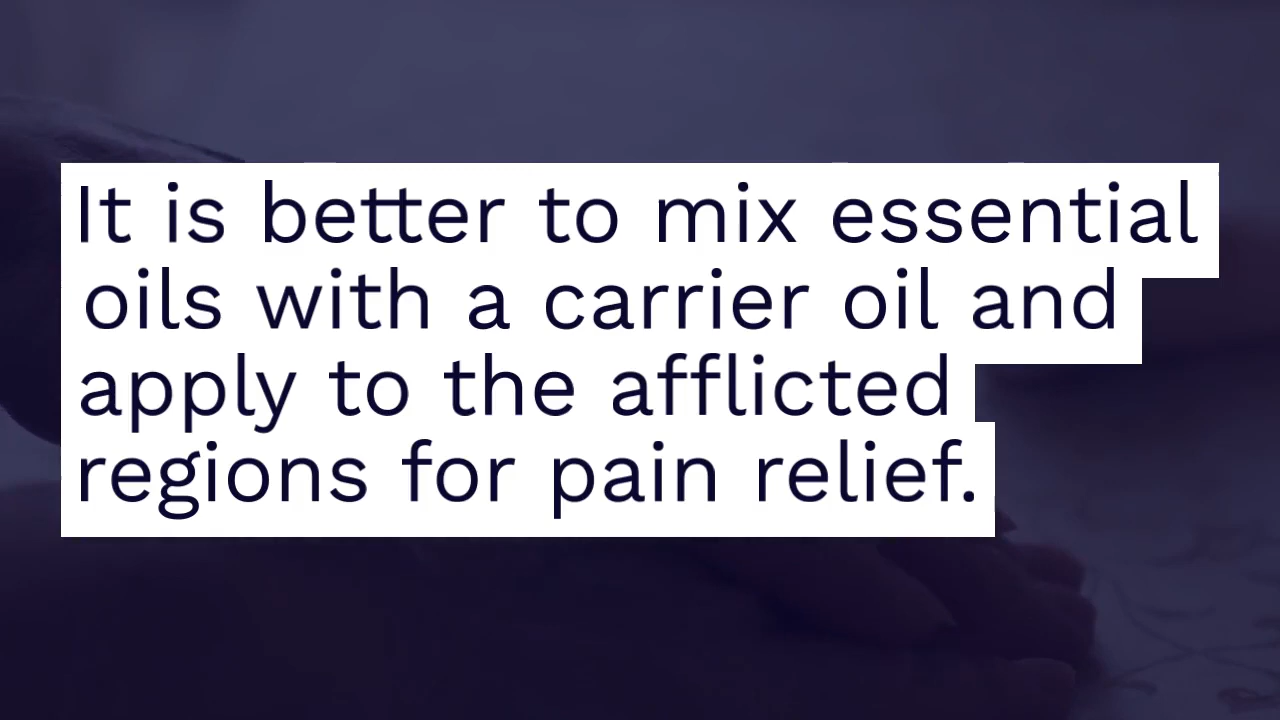 It is better to mix essential
oils with a carrier oil and
apply to the afflicted
regions for pain relief.